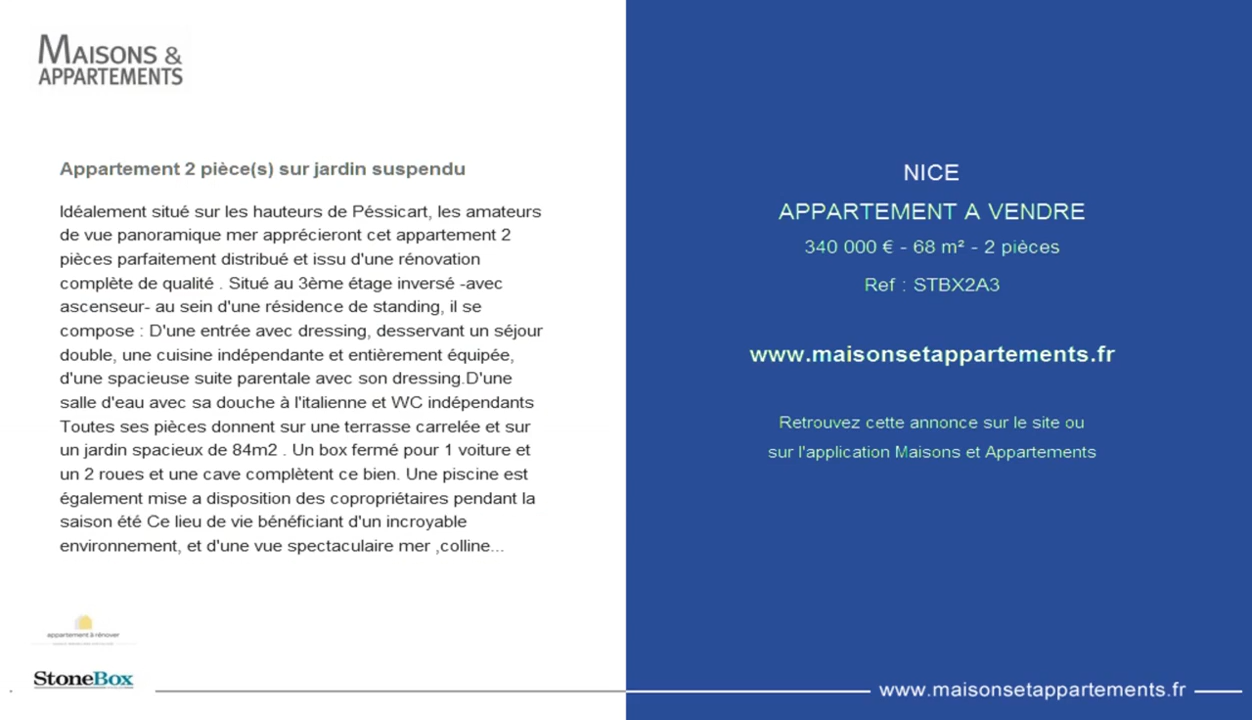 MAISONS &
APPARTEMENTS
Appartement 2 pièce(s) sur jardin suspendu
Idéalement situé sur les hauteurs de Péssicart, les amateurs
de vue panoramique mer apprécieront cet appartement 2
pièces parfaitement distribué et issu d'une rénovation
complète de qualité . Situé au 3ème étage inversé -avec
ascenseur- au sein d'une résidence de standing, il se
compose : D'une entrée avec dressing, desservant un séjour
double, une cuisine indépendante et entièrement équipée,
d'une spacieuse suite parentale avec son dressing.D'une
salle d'eau avec sa douche à l'italienne et WC indépendants
Toutes ses pièces donnent sur une terrasse carrelée et sur
un jardin spacieux de 84m2 . Un box fermé pour 1 voiture et
un 2 roues et une cave complètent ce bien. Une piscine est
également mise a disposition des copropriétaires pendant la
saison été Ce lieu de vie bénéficiant d'un incroyable
environnement, et d'une vue spectaculaire mer ,colline...
appartement à rénover
StoneBox
NICE
APPARTEMENT A VENDRE
340 000 € - 68 m² - 2 pièces
Ref : STBX2A3
www.maisonsetappartements.fr
Retrouvez cette annonce sur le site ou
sur l'application Maisons et Appartements
www.maisonsetappartements.fr